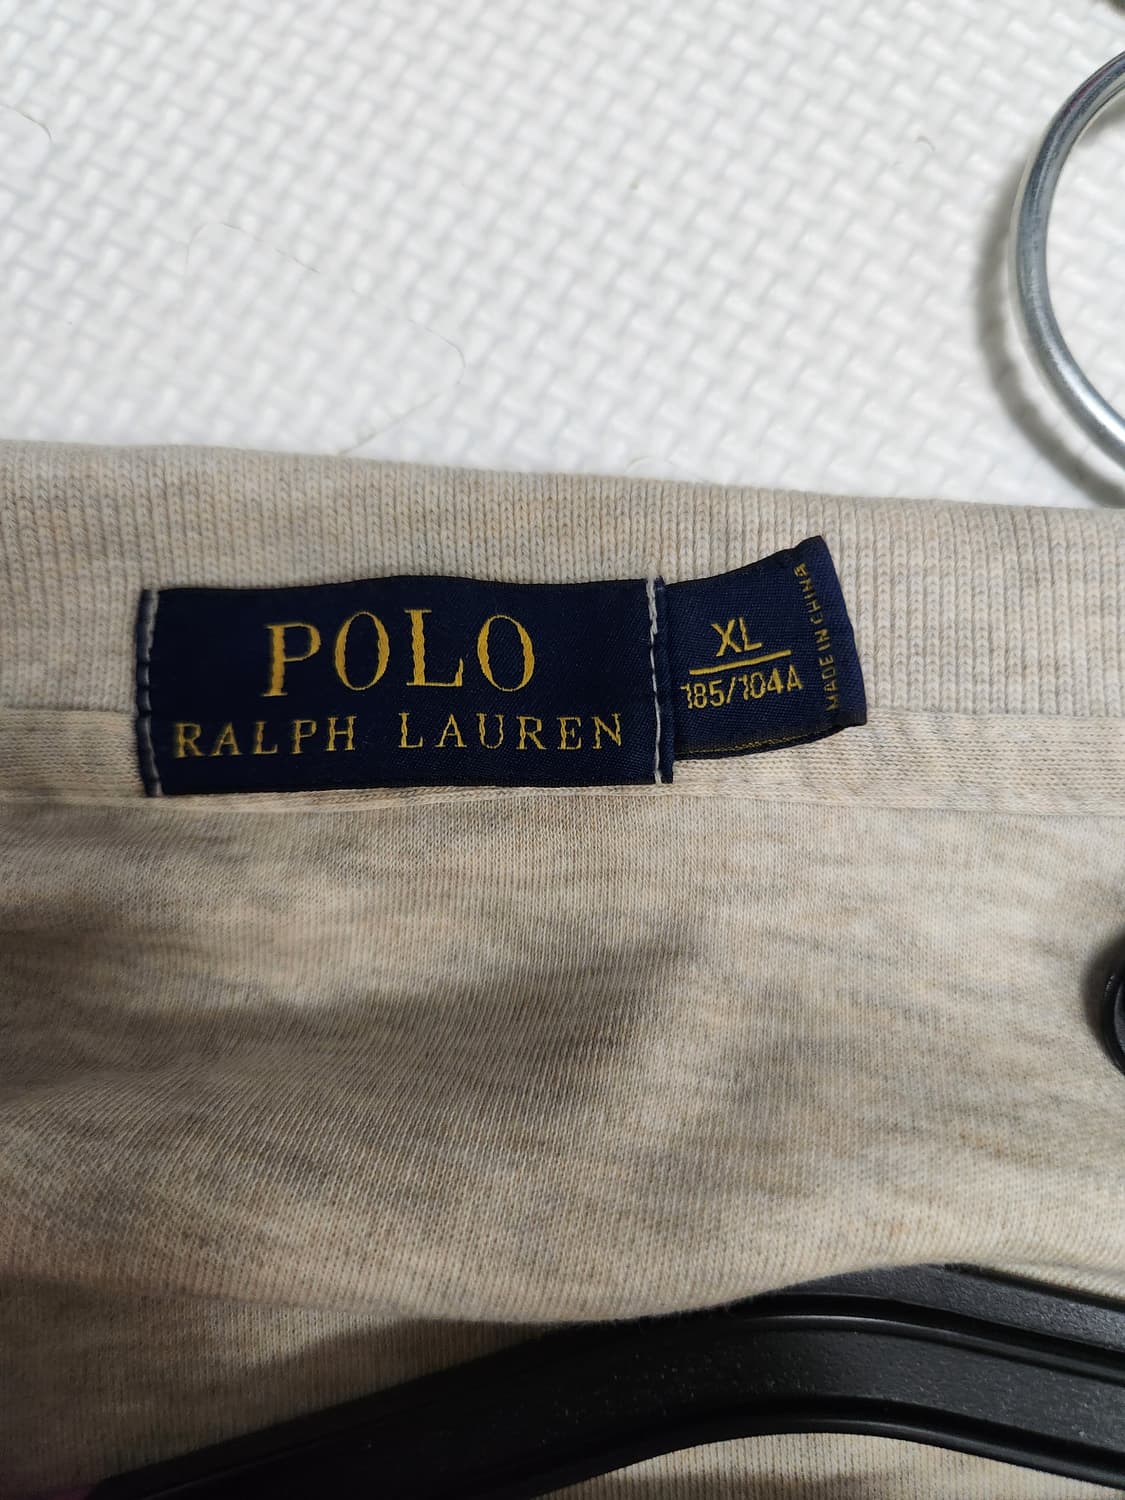 POLO
RALPH LAUREN
XL
185/104A
MADE IN CHINA